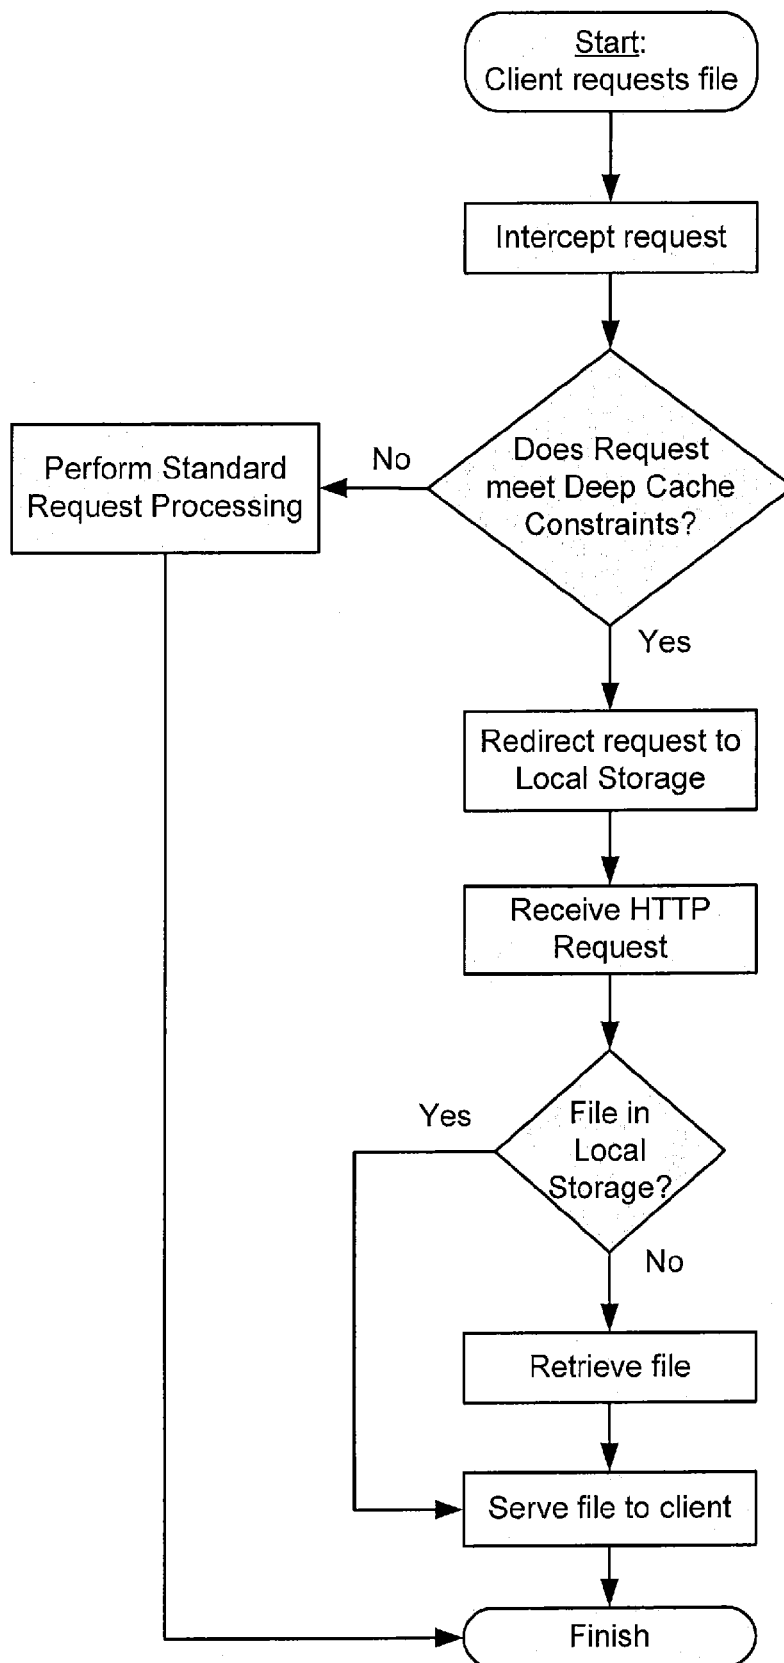 Start:
Client requests file
Intercept request
Does Request
meet Deep Cache
Constraints?
No
Perform Standard
Request Processing
Yes
Redirect request to
Local Storage
Receive HTTP
Request
File in
Local
Storage?
Yes
No
Retrieve file
Serve file to client
Finish